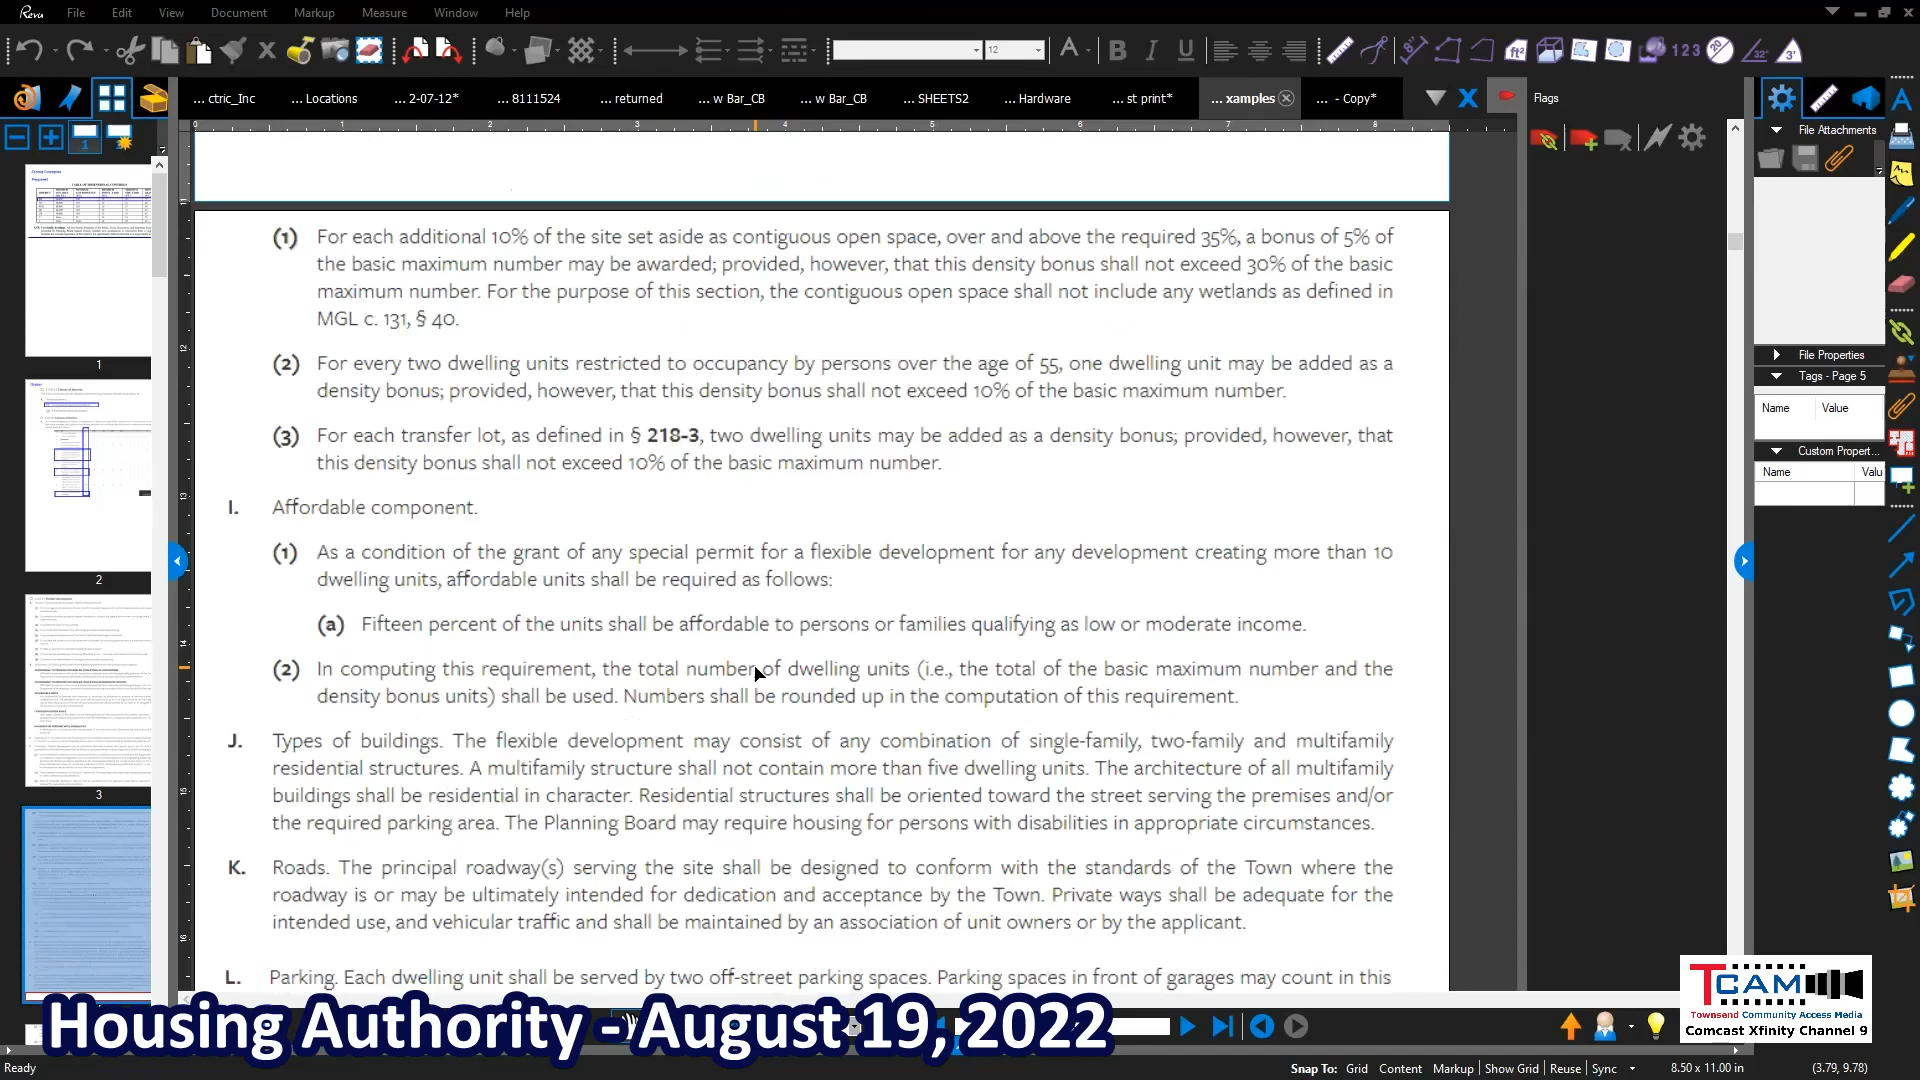 Revu File Edit View Document Markup Measure Window Help
12
ft² 1 2 3
... ctric_Inc ... Locations ... 2-07-12* ... 8111524 ... returned ... w Bar_CB ... w Bar_CB ... SHEETS2 ... Hardware ... st print* ... xamples ... - Copy* Flags
File Attachments
(1) For each additional 10% of the site set aside as contiguous open space, over and above the required 35%, a bonus of 5% of
the basic maximum number may be awarded; provided, however, that this density bonus shall not exceed 30% of the basic
maximum number. For the purpose of this section, the contiguous open space shall not include any wetlands as defined in
MGL c. 131, § 40.
(2) For every two dwelling units restricted to occupancy by persons over the age of 55, one dwelling unit may be added as a
density bonus; provided, however, that this density bonus shall not exceed 10% of the basic maximum number.
(3) For each transfer lot, as defined in § 218-3, two dwelling units may be added as a density bonus; provided, however, that
this density bonus shall not exceed 10% of the basic maximum number.
I. Affordable component.
(1) As a condition of the grant of any special permit for a flexible development for any development creating more than 10
dwelling units, affordable units shall be required as follows:
(a) Fifteen percent of the units shall be affordable to persons or families qualifying as low or moderate income.
(2) In computing this requirement, the total number of dwelling units (i.e., the total of the basic maximum number and the
density bonus units) shall be used. Numbers shall be rounded up in the computation of this requirement.
J. Types of buildings. The flexible development may consist of any combination of single-family, two-family and multifamily
residential structures. A multifamily structure shall not contain more than five dwelling units. The architecture of all multifamily
buildings shall be residential in character. Residential structures shall be oriented toward the street serving the premises and/or
the required parking area. The Planning Board may require housing for persons with disabilities in appropriate circumstances.
K. Roads. The principal roadway(s) serving the site shall be designed to conform with the standards of the Town where the
roadway is or may be ultimately intended for dedication and acceptance by the Town. Private ways shall be adequate for the
intended use, and vehicular traffic and shall be maintained by an association of unit owners or by the applicant.
L. Parking. Each dwelling unit shall be served by two off-street parking spaces. Parking spaces in front of garages may count in this
1
2
3
File Properties
Tags - Page 5
Name Value
Custom Propert...
Name Valu
TCAM
Townsend Community Access Media
Comcast Xfinity Channel 9
Housing Authority - August 19, 2022
Ready
Snap To: Grid Content Markup Show Grid Reuse Sync 8.50 x 11.00 in (3.79, 9.78)